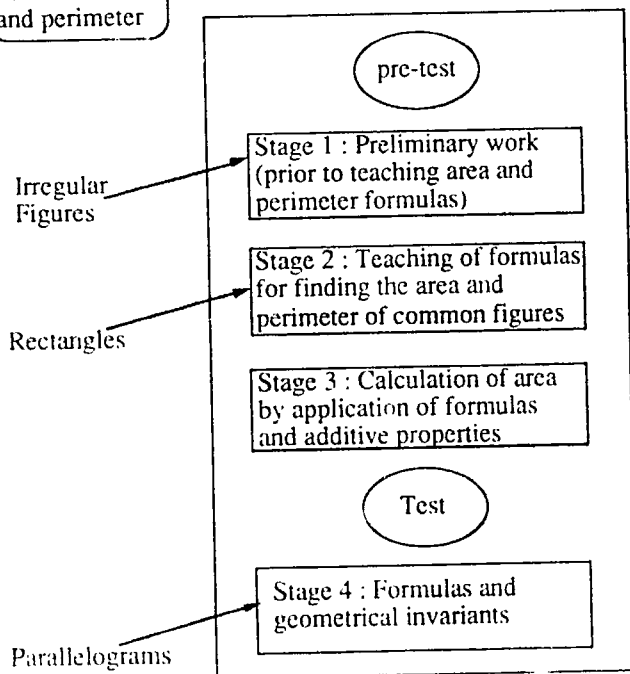 and perimeter
pre-test
Stage 1 : Preliminary work
(prior to teaching area and
perimeter formulas)
Irregular
Figures
Stage 2 : Teaching of formulas
for finding the area and
perimeter of common figures
Rectangles
Stage 3 : Calculation of area
by application of formulas
and additive properties
Test
Stage 4 : Formulas and
geometrical invariants
Parallelograms